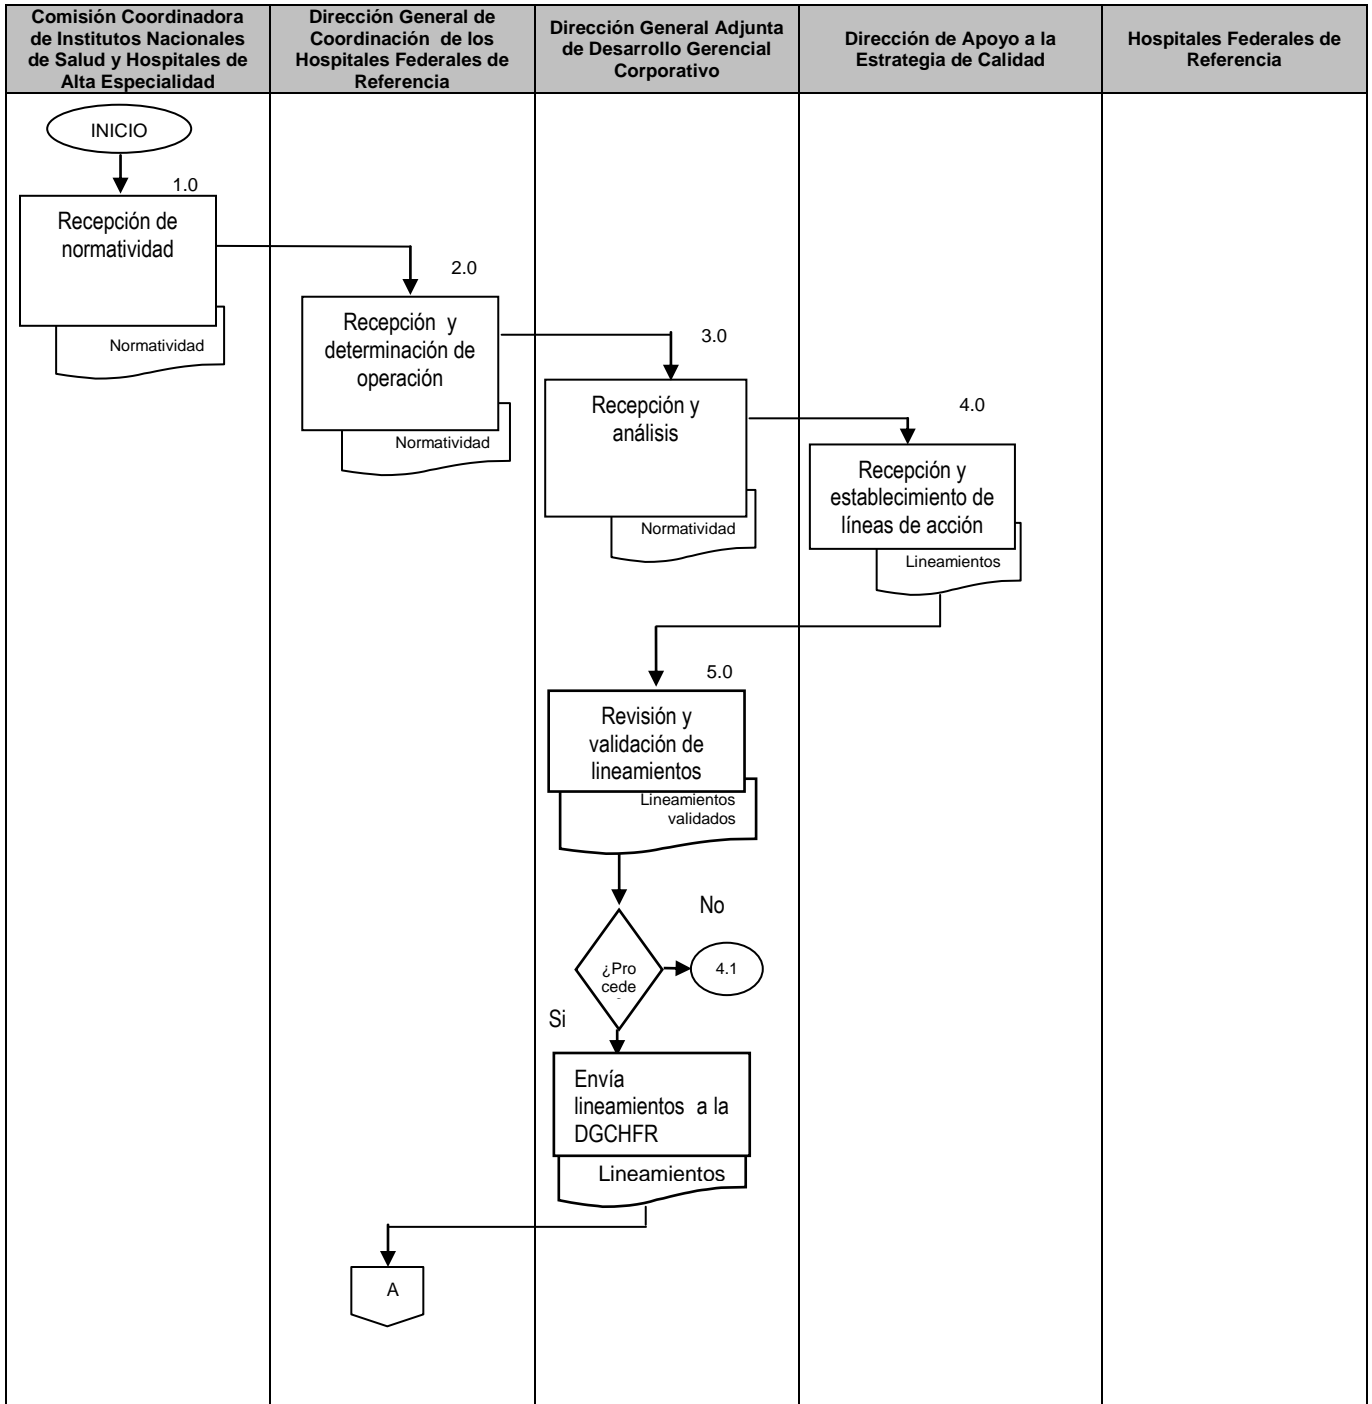 Comisión Coordinadora
de Institutos Nacionales
de Salud y Hospitales de
Alta Especialidad
Dirección General de
Coordinación de los
Hospitales Federales de
Referencia
Dirección General Adjunta
de Desarrollo Gerencial
Corporativo
Dirección de Apoyo a la
Estrategia de Calidad
Hospitales Federales de
Referencia
INICIO
1.0
Recepción de
normatividad
Normatividad
2.0
Recepción y
determinación de
operación
Normatividad
3.0
Recepción y
análisis
Normatividad
4.0
Recepción y
establecimiento de
líneas de acción
Lineamientos
5.0
Revisión y
validación de
lineamientos
Lineamientos
validados
No
¿Pro
cede
4.1
Si
Envía
lineamientos a la
DGCHFR
Lineamientos
A